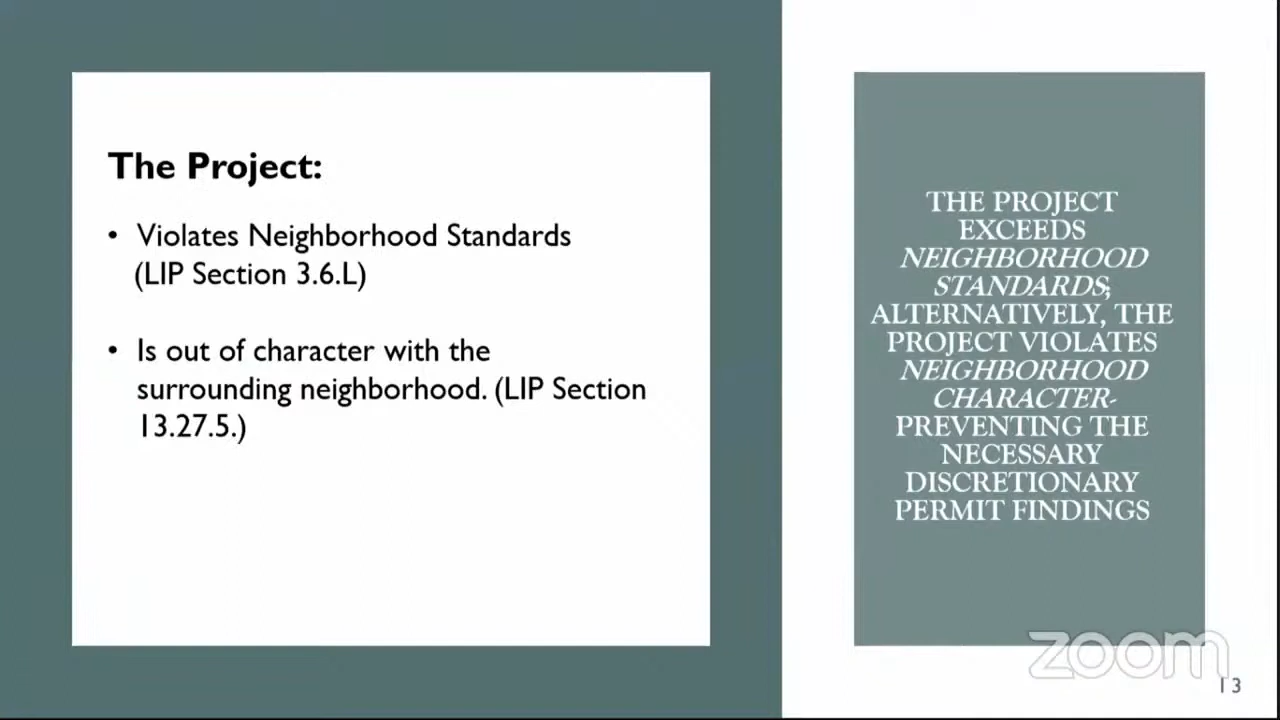 The Project:
• Violates Neighborhood Standards
(LIP Section 3.6.L)
• Is out of character with the
surrounding neighborhood. (LIP Section
13.27.5.)
THE PROJECT
EXCEEDS
NEIGHBORHOOD
STANDARDS;
ALTERNATIVELY, THE
PROJECT VIOLATES
NEIGHBORHOOD
CHARACTER-
PREVENTING THE
NECESSARY
DISCRETIONARY
PERMIT FINDINGS
zoom
13